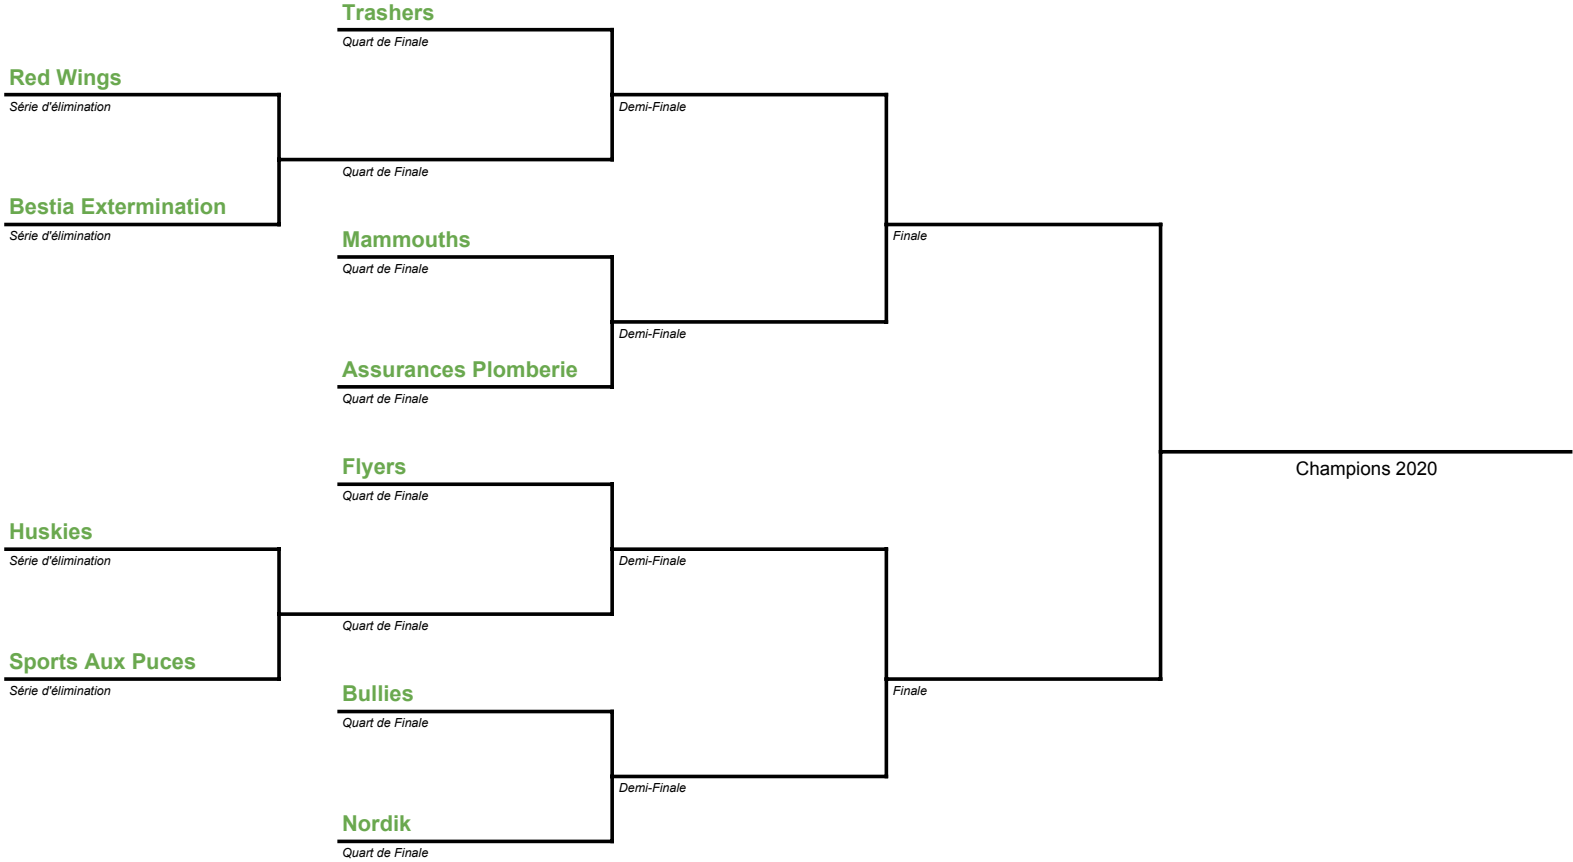 Trashers
Quart de Finale
Red Wings
Série d'élimination
Demi-Finale
Quart de Finale
Bestia Extermination
Série d'élimination
Mammouths
Quart de Finale
Finale
Demi-Finale
Assurances Plomberie
Quart de Finale
Flyers
Quart de Finale
Champions 2020
Huskies
Série d'élimination
Demi-Finale
Quart de Finale
Sports Aux Puces
Série d'élimination
Bullies
Quart de Finale
Finale
Demi-Finale
Nordik
Quart de Finale